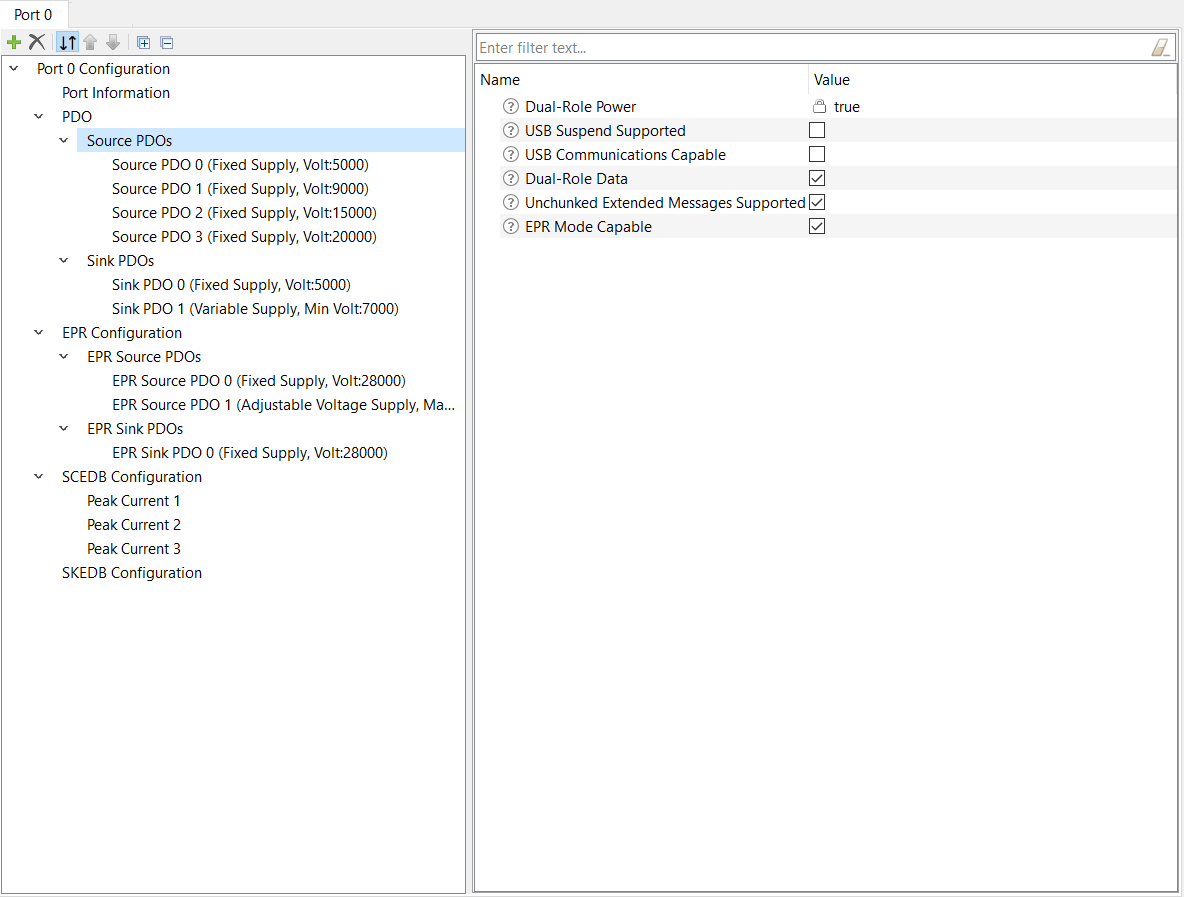 Port 0
Port 0 Configuration
Port Information
PDO
Source PDOs
Source PDO 0 (Fixed Supply, Volt:5000)
Source PDO 1 (Fixed Supply, Volt:9000)
Source PDO 2 (Fixed Supply, Volt:15000)
Source PDO 3 (Fixed Supply, Volt:20000)
Sink PDOs
Sink PDO 0 (Fixed Supply, Volt:5000)
Sink PDO 1 (Variable Supply, Min Volt:7000)
EPR Configuration
EPR Source PDOs
EPR Source PDO 0 (Fixed Supply, Volt:28000)
EPR Source PDO 1 (Adjustable Voltage Supply, Ma...
EPR Sink PDOs
EPR Sink PDO 0 (Fixed Supply, Volt:28000)
SCEDB Configuration
Peak Current 1
Peak Current 2
Peak Current 3
SKEDB Configuration
Enter filter text...
Name Value
Dual-Role Power true
USB Suspend Supported
USB Communications Capable
Dual-Role Data
Unchunked Extended Messages Supported
EPR Mode Capable